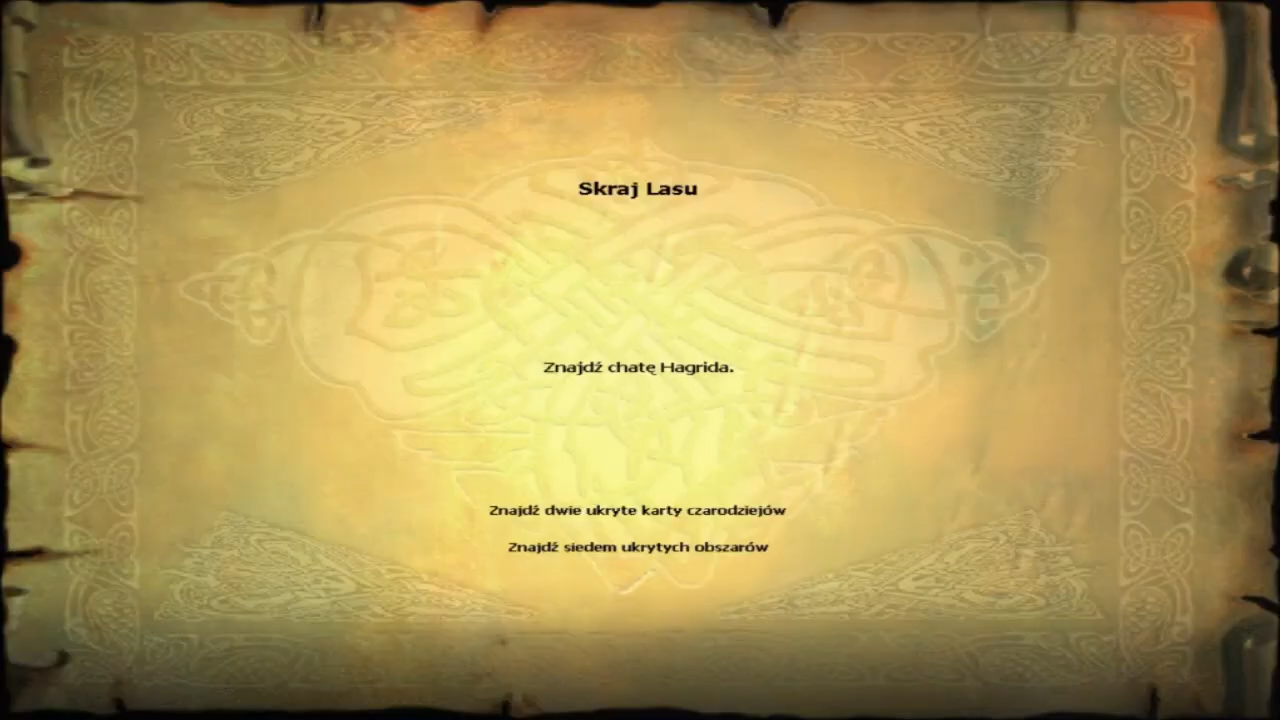 Skraj Lasu
Znajdź chatę Hagrida.
Znajdź dwie ukryte karty czarodziejów
Znajdź siedem ukrytych obszarów